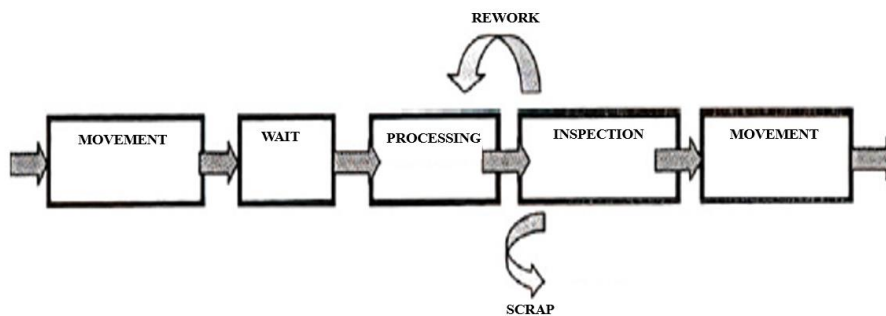 REWORK
MOVEMENT
WAIT
PROCESSING
INSPECTION
MOVEMENT
SCRAP